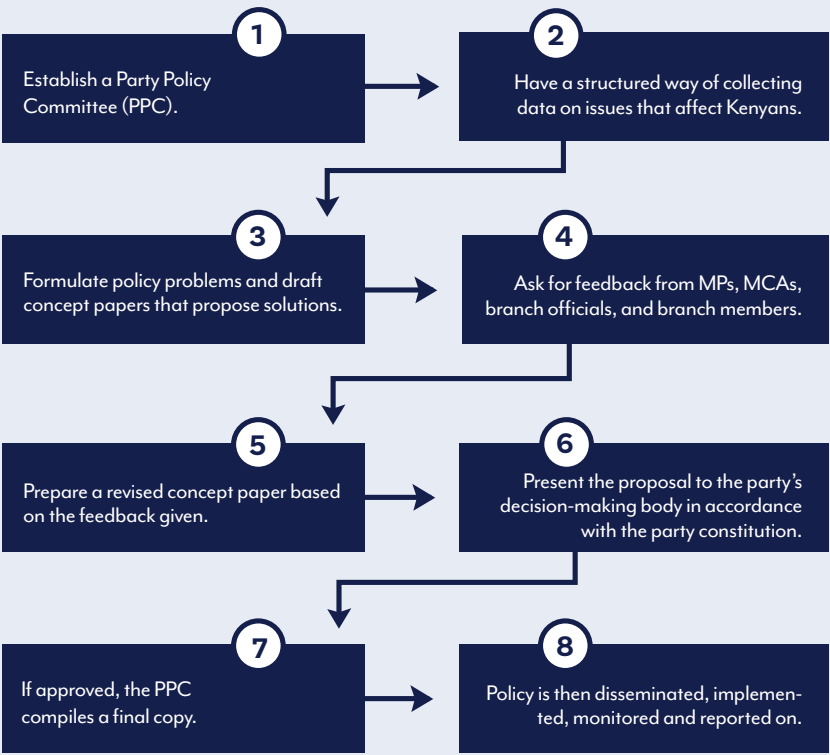 1
Establish a Party Policy
Committee (PPC).
2
Have a structured way of collecting
data on issues that affect Kenyans.
3
Formulate policy problems and draft
concept papers that propose solutions.
4
Ask for feedback from MPs, MCAs,
branch officials, and branch members.
5
Prepare a revised concept paper based
on the feedback given.
6
Present the proposal to the party’s
decision-making body in accordance
with the party constitution.
7
If approved, the PPC
compiles a final copy.
8
Policy is then disseminated, implemen-
ted, monitored and reported on.